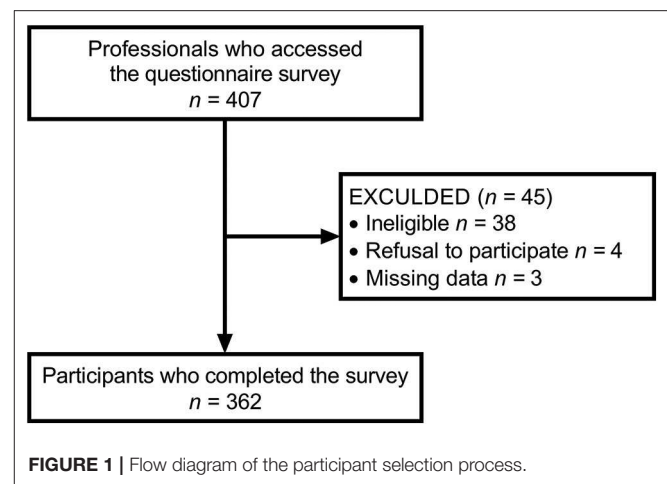 Professionals who accessed
the questionnaire survey
n = 407
EXCULDED (n = 45)
• Ineligible n = 38
• Refusal to participate n = 4
• Missing data n = 3
Participants who completed the survey
n = 362
FIGURE 1 | Flow diagram of the participant selection process.